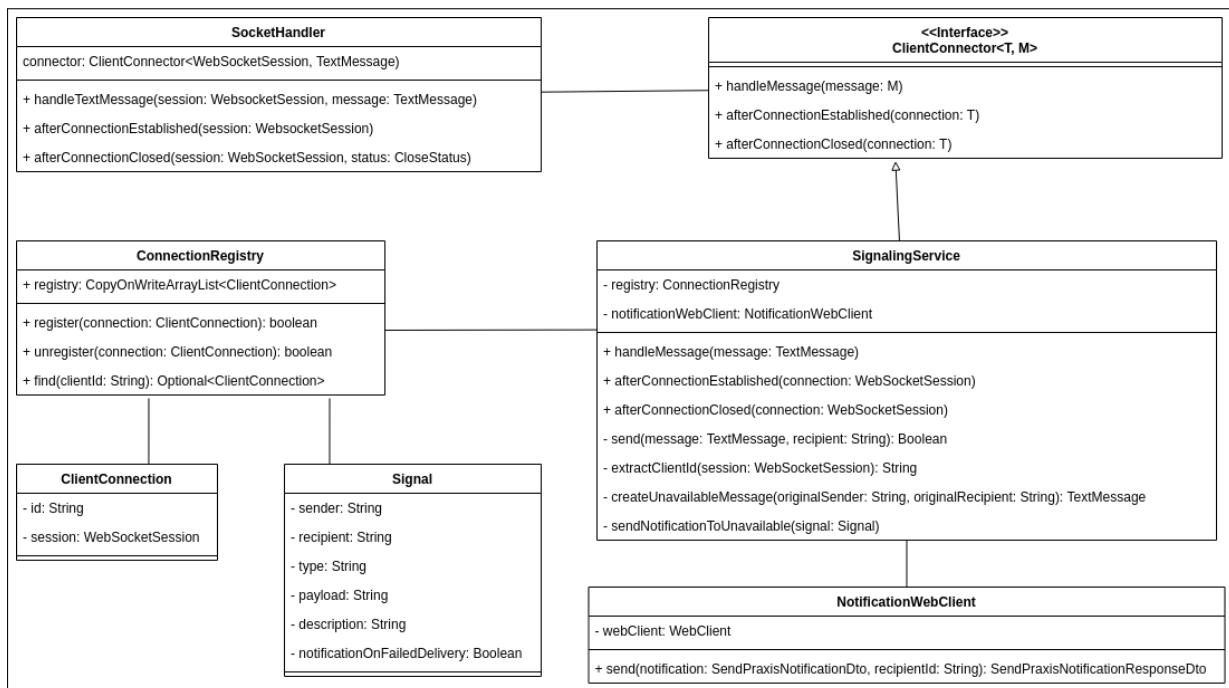 SocketHandler
connector: ClientConnector<WebSocketSession, TextMessage)
+ handleTextMessage(session: WebsocketSession, message: TextMessage)
+ afterConnectionEstablished(session: WebsocketSession)
+ afterConnectionClosed(session: WebSocketSession, status: CloseStatus)
<<Interface>>
ClientConnector<T, M>
+ handleMessage(message: M)
+ afterConnectionEstablished(connection: T)
+ afterConnectionClosed(connection: T)
ConnectionRegistry
+ registry: CopyOnWriteArrayList<ClientConnection>
+ register(connection: ClientConnection): boolean
+ unregister(connection: ClientConnection): boolean
+ find(clientId: String): Optional<ClientConnection>
SignalingService
- registry: ConnectionRegistry
- notificationWebClient: NotificationWebClient
+ handleMessage(message: TextMessage)
+ afterConnectionEstablished(connection: WebSocketSession)
+ afterConnectionClosed(connection: WebSocketSession)
- send(message: TextMessage, recipient: String): Boolean
- extractClientId(session: WebSocketSession): String
- createUnavailableMessage(originalSender: String, originalRecipient: String): TextMessage
- sendNotificationToUnavailable(signal: Signal)
ClientConnection
- id: String
- session: WebSocketSession
Signal
- sender: String
- recipient: String
- type: String
- payload: String
- description: String
- notificationOnFailedDelivery: Boolean
NotificationWebClient
- webClient: WebClient
+ send(notification: SendPraxisNotificationDto, recipientId: String): SendPraxisNotificationResponseDto